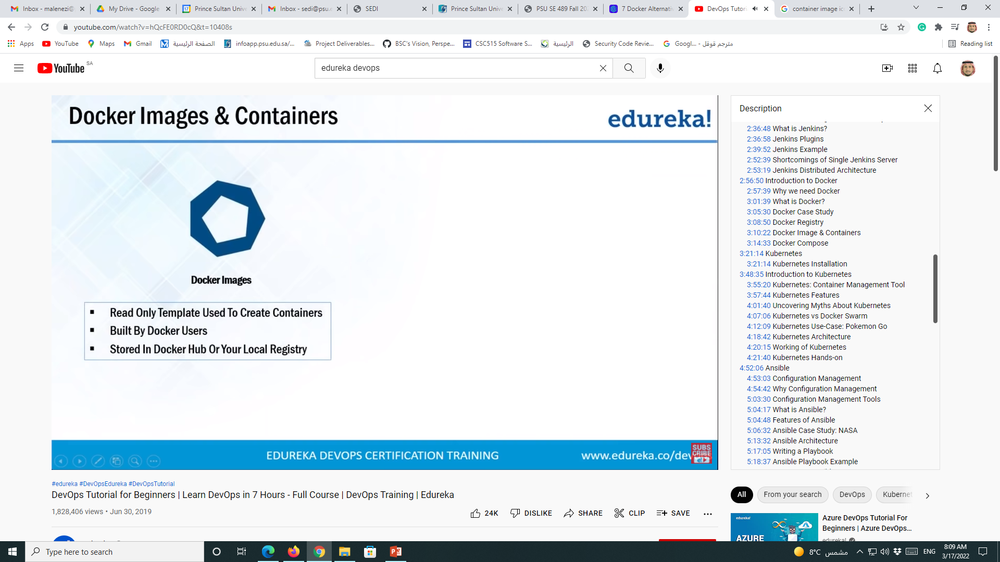 Inbox - malenezi@
My Drive - Google
Prince Sultan Unive
Inbox - sedi@psu.e
SEDI
Prince Sultan Unive
PSU SE 489 Fall 20
7 Docker Alternativ
DevOps Tutori
container image ic
youtube.com/watch?v=hQcFE0RD0cQ&t=10408s
Apps
YouTube
Maps
Gmail
الصفحة الرئيسية
infoapp.psu.edu.sa/...
Project Deliverables...
BSC's Vision, Perspe...
CSC515 Software S...
الرئيسية
Security Code Revie...
مترجم قوقل - Googl...
Reading list
YouTube SA
edureka devops
Docker Images & Containers
edureka!
Docker Images
▪ Read Only Template Used To Create Containers
▪ Built By Docker Users
▪ Stored In Docker Hub Or Your Local Registry
EDUREKA DEVOPS CERTIFICATION TRAINING
www.edureka.co/dev
SUBSCRIBE
Description
2:36:48 What is Jenkins?
2:36:58 Jenkins Plugins
2:39:52 Jenkins Example
2:52:39 Shortcomings of Single Jenkins Server
2:53:19 Jenkins Distributed Architecture
2:56:50 Introduction to Docker
2:57:39 Why we need Docker
3:01:39 What is Docker?
3:05:30 Docker Case Study
3:08:50 Docker Registry
3:10:22 Docker Image & Containers
3:14:33 Docker Compose
3:21:14 Kubernetes
3:21:14 Kubernetes Installation
3:48:35 Introduction to Kubernetes
3:55:20 Kubernetes: Container Management Tool
3:57:44 Kubernetes Features
4:01:40 Uncovering Myths About Kubernetes
4:07:06 Kubernetes vs Docker Swarm
4:12:09 Kubernetes Use-Case: Pokemon Go
4:18:42 Kubernetes Architecture
4:20:15 Working of Kubernetes
4:21:40 Kubernetes Hands-on
4:52:06 Ansible
4:53:03 Configuration Management
4:54:42 Why Configuration Management
5:03:30 Configuration Management Tools
5:04:17 What is Ansible?
5:04:48 Features of Ansible
5:06:32 Ansible Case Study: NASA
5:13:32 Ansible Architecture
5:17:05 Writing a Playbook
5:18:37 Ansible Playbook Example
#edureka #DevOpsEdureka #DevOpsTutorial
DevOps Tutorial for Beginners | Learn DevOps in 7 Hours - Full Course | DevOps Training | Edureka
1,828,406 views • Jun 30, 2019
24K
DISLIKE
SHARE
CLIP
SAVE
All
From your search
DevOps
Kubernet
edureka!
AZURE
Azure DevOps Tutorial For
Beginners | Azure DevOps...
edureka!
Type here to search
8°C مشمس
ENG
8:09 AM
3/17/2022